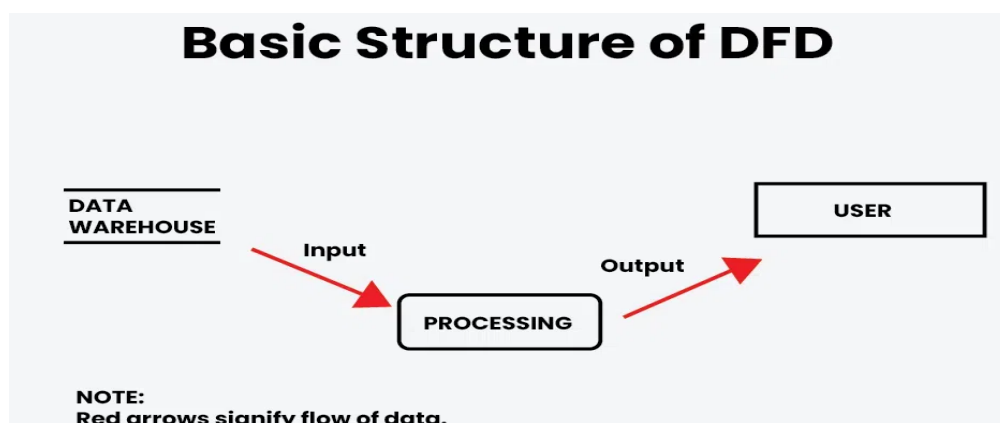 Basic Structure of DFD
DATA
WAREHOUSE
Input
PROCESSING
Output
USER
NOTE:
Red arrows signify flow of data.